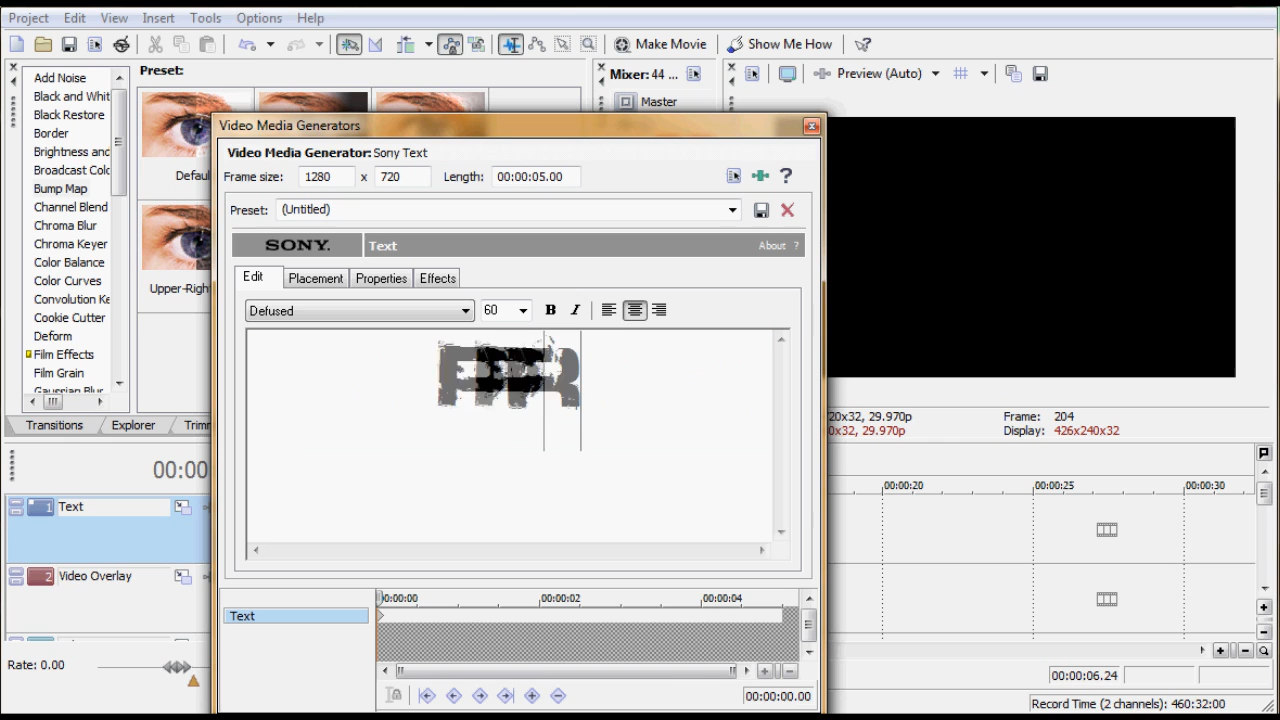 Project Edit View Insert Tools Options Help
Make Movie Show Me How
Add Noise
Black and Whit
Black Restore
Border
Brightness and
Broadcast Colo
Bump Map
Channel Blend
Chroma Blur
Chroma Keyer
Color Balance
Color Curves
Convolution Ke
Cookie Cutter
Deform
Film Effects
Film Grain
Gaussian Blur
Preset:
Defau
Upper-Righ
Mixer: 44 ...
Master
Preview (Auto)
Transitions Explorer Trimm
Video Media Generators
Video Media Generator: Sony Text
Frame size: 1280 x 720 Length: 00:00:05.00
Preset: (Untitled)
SONY. Text About ?
Edit Placement Properties Effects
Defused 60 B I
20x32, 29.970p Frame: 204
0x32, 29.970p Display: 426x240x32
00:00
00:00:20 00:00:25 00:00:30
1 Text
2 Video Overlay
00:00:00 00:00:02 00:00:04
Text
Rate: 0.00
00:00:06.24
00:00:00.00
Record Time (2 channels): 460:32:00